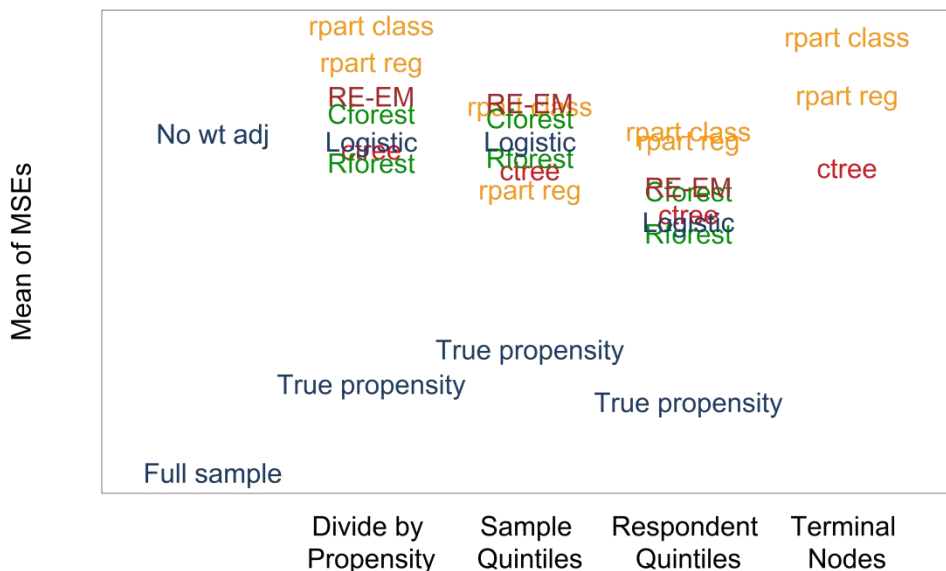 Mean of MSEs
No wt adj
Full sample
rpart class
rpart reg
RE-EM
Cforest
Logistic
ctree
Rforest
True propensity
RE-EM
rpart class
Cforest
Logistic
Rforest
ctree
rpart reg
True propensity
rpart class
rpart reg
RE-EM
Cforest
ctree
Logistic
Rforest
True propensity
rpart class
rpart reg
ctree
Divide by
Propensity
Sample
Quintiles
Respondent
Quintiles
Terminal
Nodes